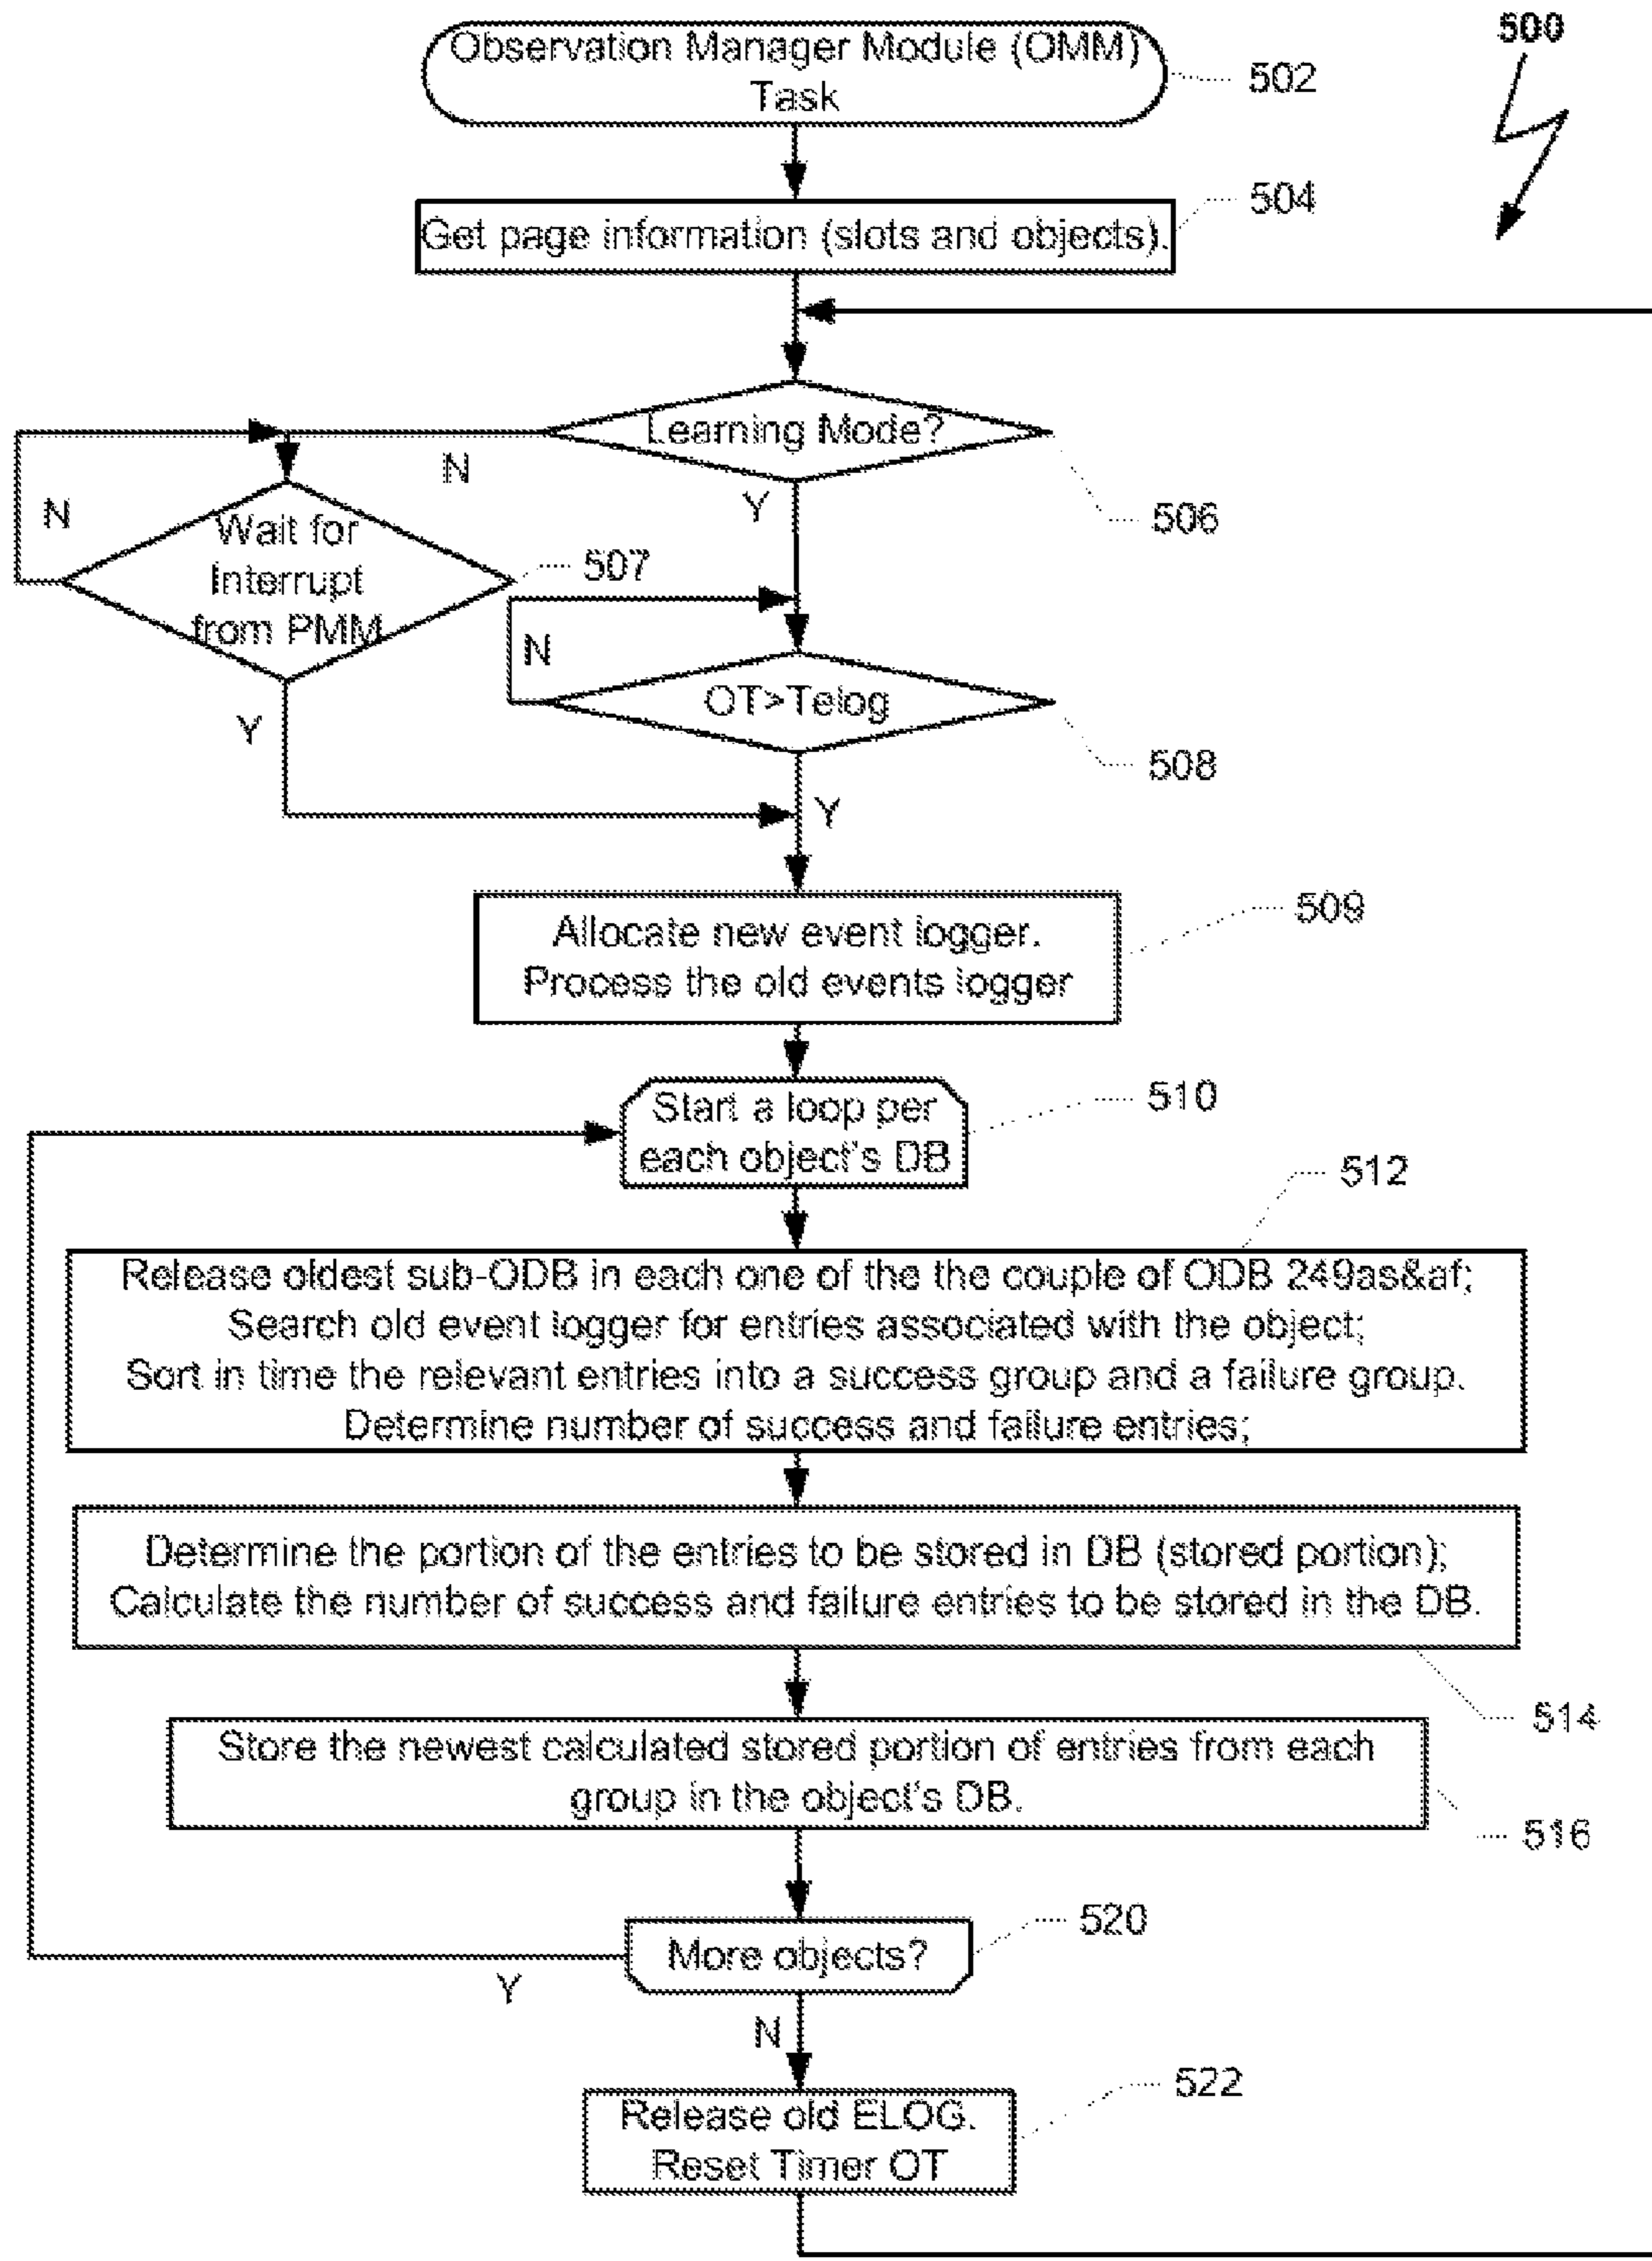 500
Observation Manager Module (OMM)
Task
502
504
Get page information (slots and objects).
Learning Mode?
N
Y
506
N
Wait for
Interrupt
from PMM
507
N
Y
OT>Telog
508
Y
Allocate new event logger.
Process the old events logger
509
Start a loop per
each object's DB
510
512
Release oldest sub-ODB in each one of the the couple of ODB 249as&af;
Search old event logger for entries associated with the object;
Sort in time the relevant entries into a success group and a failure group.
Determine number of success and failure entries;
Determine the portion of the entries to be stored in DB (stored portion);
Calculate the number of success and failure entries to be stored in the DB.
514
Store the newest calculated stored portion of entries from each
group in the object's DB.
516
520
More objects?
Y
N
522
Release old ELOG.
Reset Timer OT